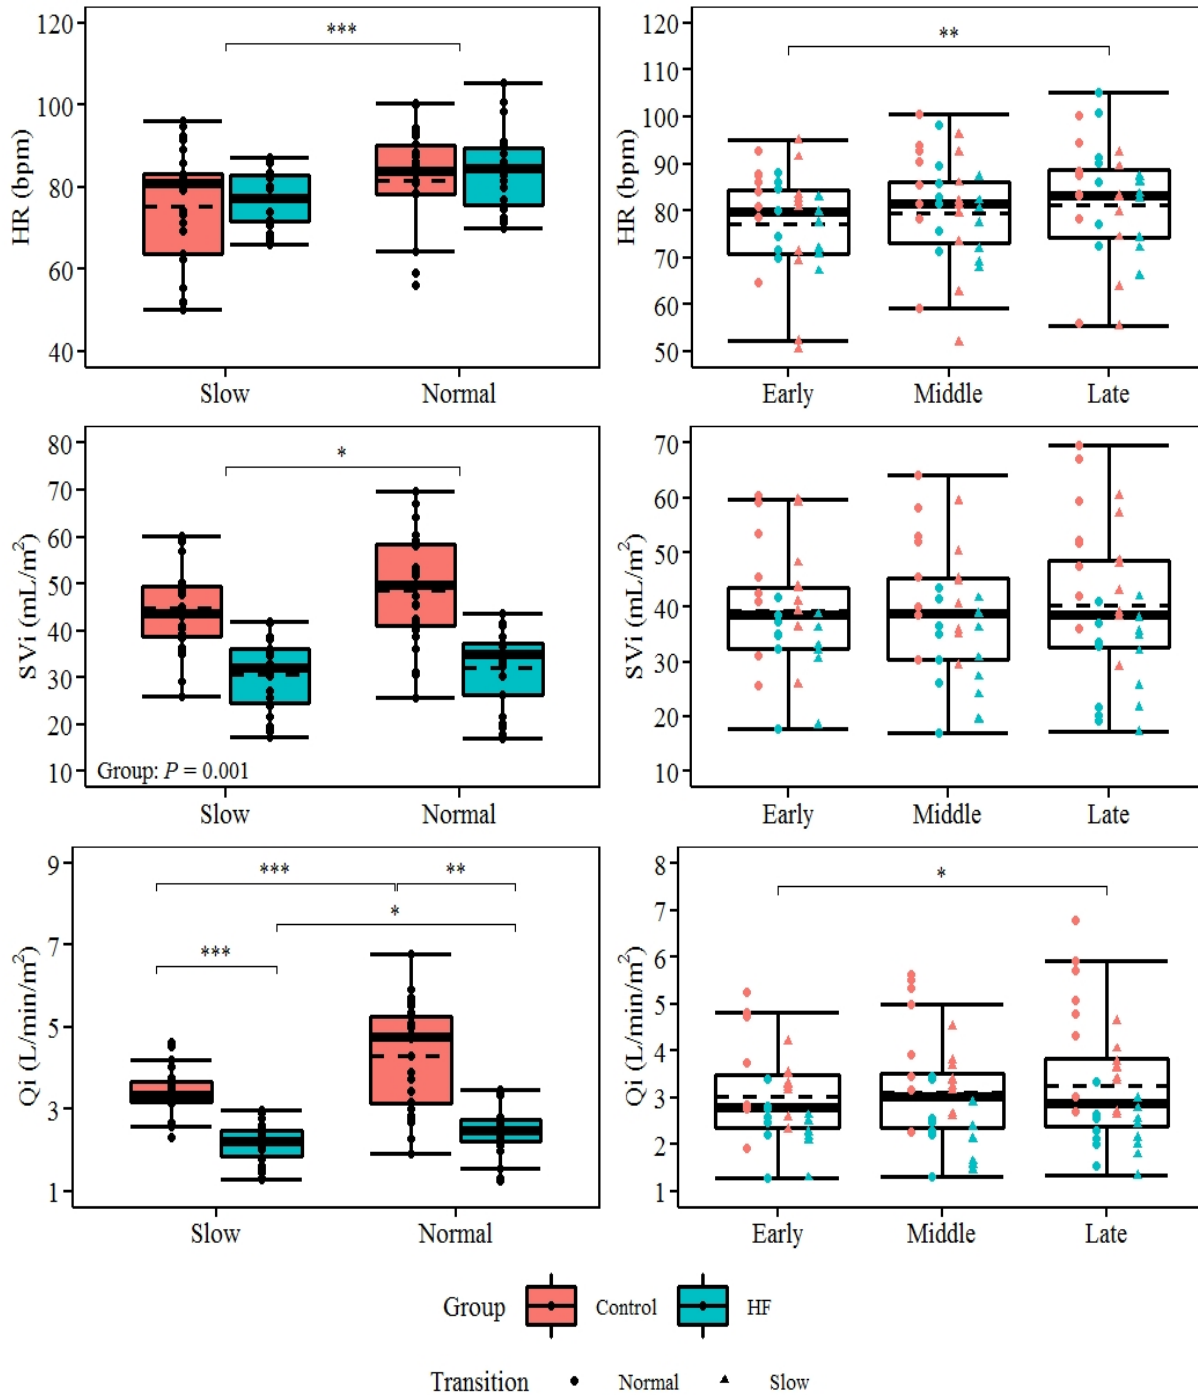 HR (bpm)
120
100
80
60
40
***
Slow
Normal
HR (bpm)
120
110
100
90
80
70
60
50
**
Early
Middle
Late
SVi (mL/m²)
80
70
60
50
40
30
20
10
*
Group: P = 0.001
Slow
Normal
SVi (mL/m²)
70
60
50
40
30
20
10
Early
Middle
Late
Qi (L/min/m²)
9
7
5
3
1
***
**
*
***
Slow
Normal
Qi (L/min/m²)
8
7
6
5
4
3
2
1
*
Early
Middle
Late
Group Control HF
Transition Normal Slow